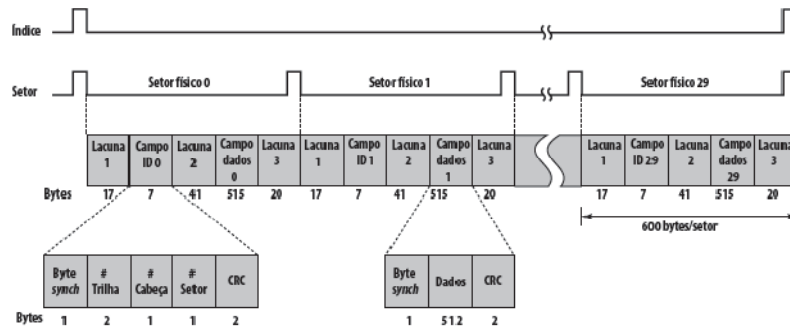 Índice
Setor
Setor físico 0
Setor físico 1
Setor físico 29
Lacuna 1
Campo ID 0
Lacuna 2
Campo dados 0
Lacuna 3
Lacuna 1
Campo ID 1
Lacuna 2
Campo dados 1
Lacuna 3
Lacuna 1
Campo ID 2:9
Lacuna 2
Campo dados 29
Lacuna 3
Bytes 17 7 41 515 20 17 7 41 515 20 17 7 41 515 20
600 bytes/setor
Byte synch
# Trilha
# Cabeça
# Setor
CRC
Byte synch
Dados
CRC
Bytes 1 2 1 1 2 1 51.2 2